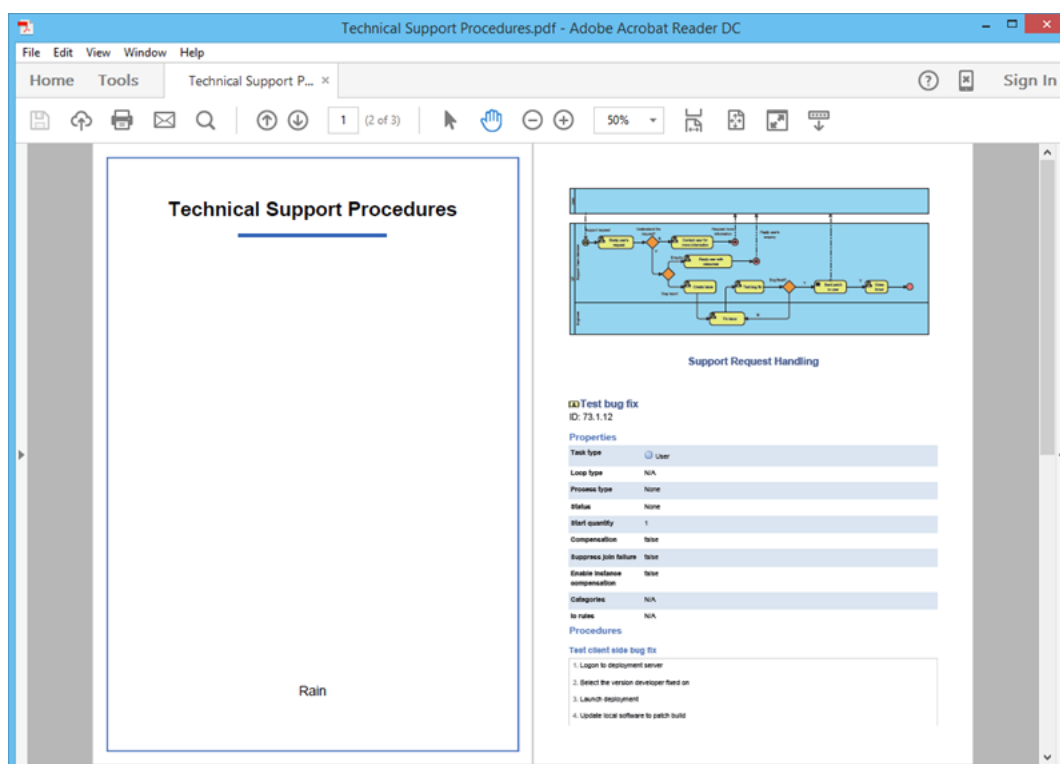 Technical Support Procedures.pdf - Adobe Acrobat Reader DC
File Edit View Window Help
Home Tools Technical Support P... × Sign In
1 (2 of 3) 50%
Technical Support Procedures
Rain
Support Request Handling
Test bug fix
ID: 73.1.12
Properties
Task type User
Loop type N/A
Process type None
Status None
Start quantity 1
Compensation false
Suppress join failure false
Enable instance compensation false
Categories N/A
Io rules N/A
Procedures
Test client side bug fix
1. Logon to deployment server
2. Select the version developer fixed on
3. Launch deployment
4. Update local software to patch build